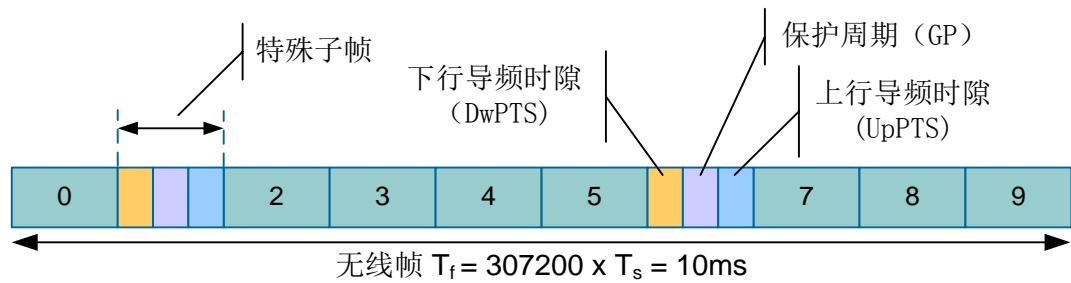 特殊子帧
下行导频时隙
（DwPTS)
保护周期（GP）
上行导频时隙
(UpPTS)
0 2 3 4 5 7 8 9
无线帧 Tf = 307200 x Ts = 10ms